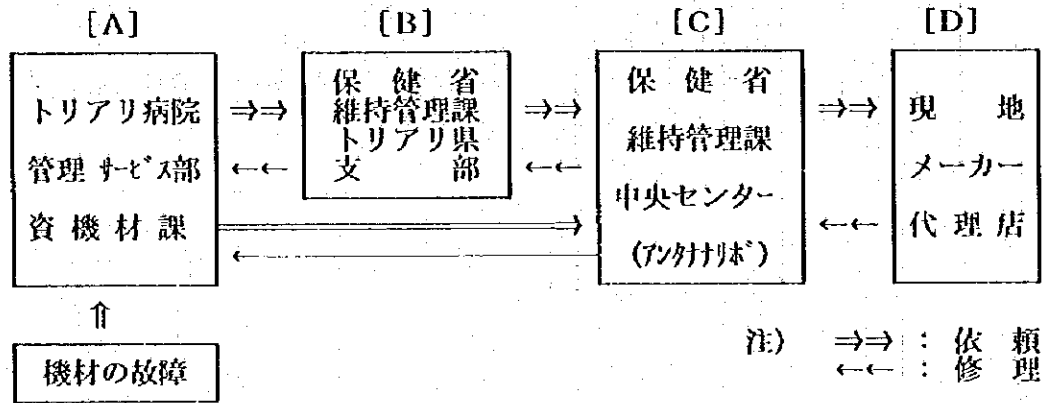 [A] [B] [C] [D]
トリアリ病院
管理 ｻｰﾋﾞｽ部
資機材課
保健省
維持管理課
トリアリ県
支部
保健省
維持管理課
中央センター
(ｱﾝﾀﾅﾅﾘﾎﾞ)
現地
メーカー
代理店
機材の故障
注) ⇒⇒ : 依頼
←← : 修理